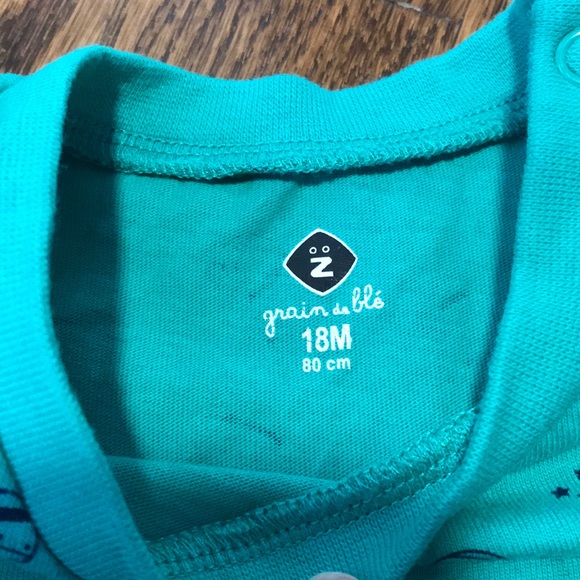 Z
grain de blé
18M
80 cm